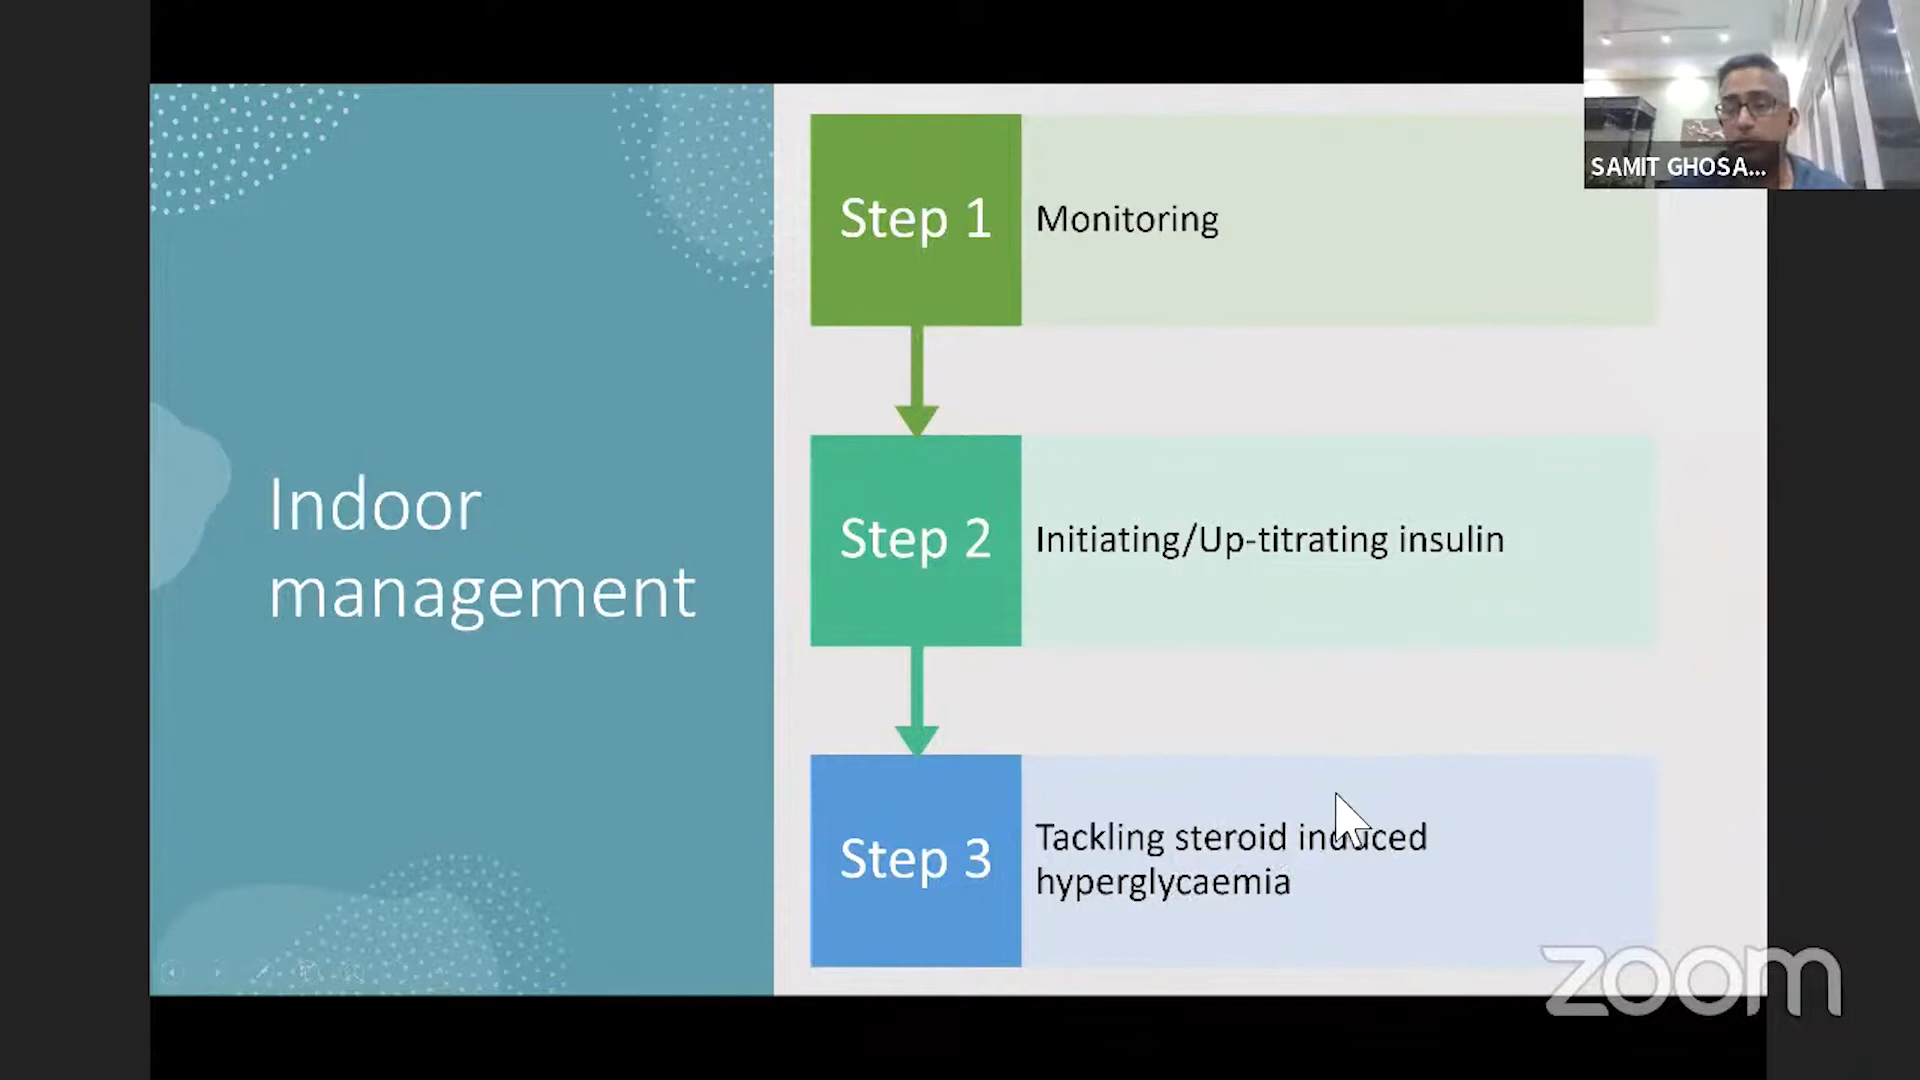 SAMIT GHOSA...
Indoor
management
Step 1
Monitoring
Step 2
Initiating/Up-titrating insulin
Step 3
Tackling steroid induced
hyperglycaemia
zoom